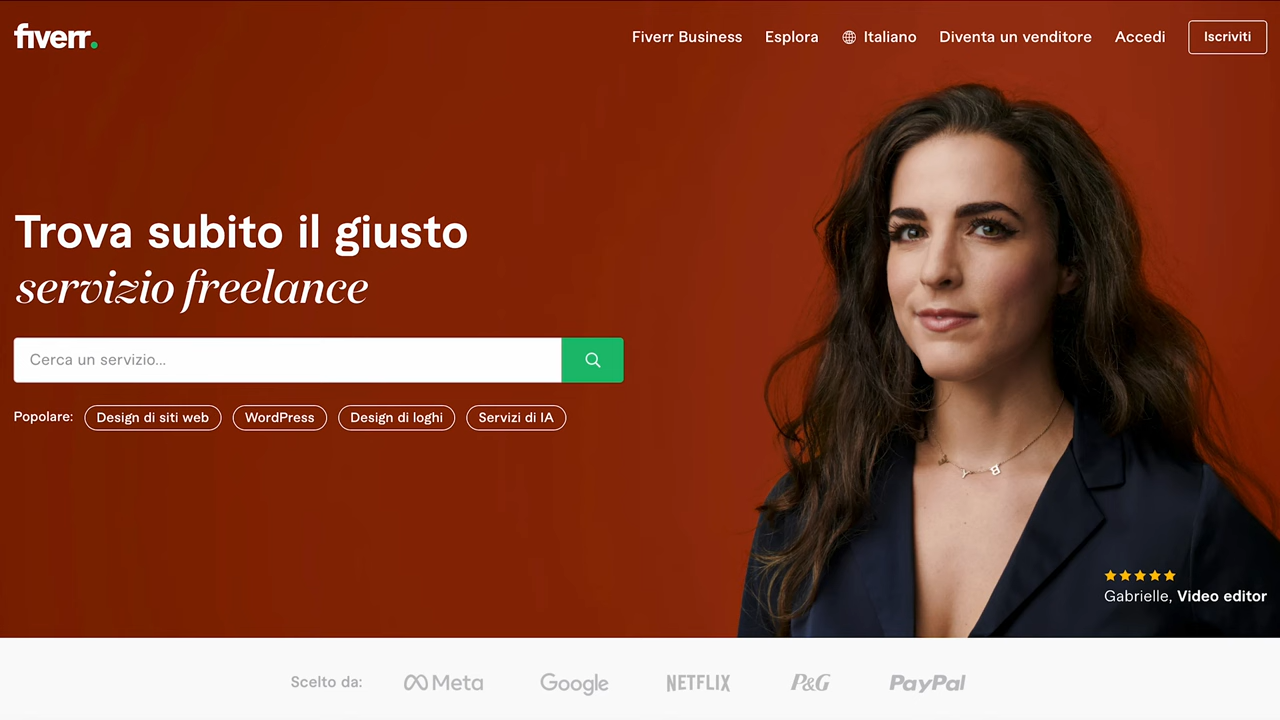 fiverr.
Fiverr Business Esplora Italiano Diventa un venditore Accedi Iscriviti
Trova subito il giusto
servizio freelance
Cerca un servizio...
Popolare: Design di siti web WordPress Design di loghi Servizi di IA
Gabrielle, Video editor
Scelto da: Meta Google NETFLIX P&G PayPal